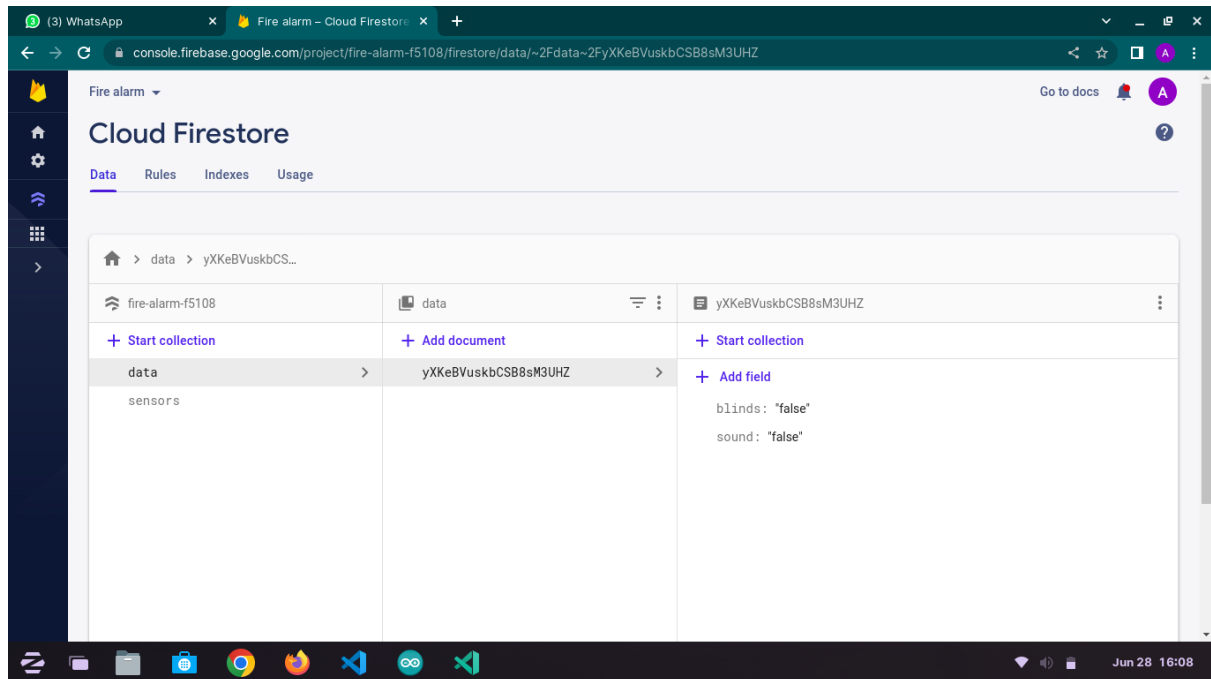 (3) WhatsApp
Fire alarm – Cloud Firestore
console.firebase.google.com/project/fire-alarm-f5108/firestore/data/~2Fdata~2FyXKeBVuskbCSB8sM3UHZ
A
Fire alarm
Go to docs
A
Cloud Firestore
Data Rules Indexes Usage
data > yXKeBVuskbCS...
fire-alarm-f5108
data
yXKeBVuskbCSB8sM3UHZ
+ Start collection
+ Add document
+ Start collection
data
yXKeBVuskbCSB8sM3UHZ
+ Add field
sensors
blinds: "false"
sound: "false"
Jun 28 16:08